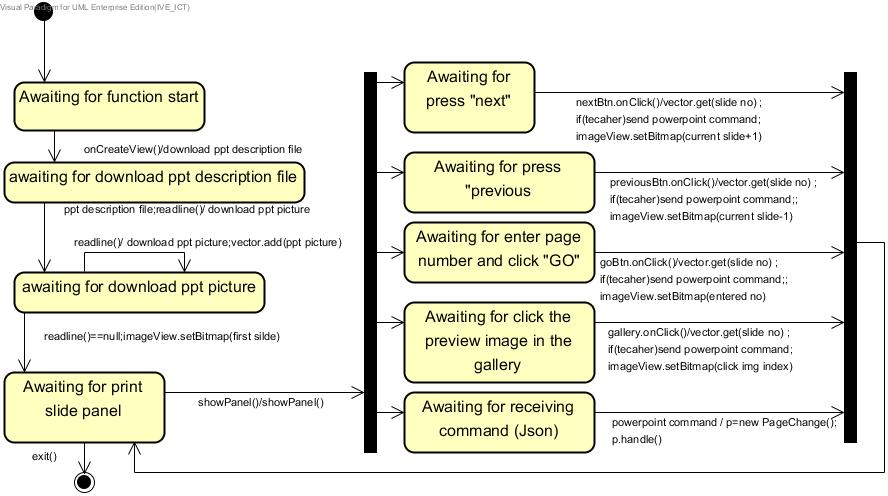 Visual Paradigm for UML Enterprise Edition(IVE_ICT)
Awaiting for function start
onCreateView()/download ppt description file
awaiting for download ppt description file
ppt description file;readline()/ download ppt picture
readline()/ download ppt picture;vector.add(ppt picture)
awaiting for download ppt picture
readline()==null;imageView.setBitmap(first silde)
Awaiting for print
slide panel
showPanel()/showPanel()
exit()
Awaiting for
press "next"
nextBtn.onClick()/vector.get(slide no) ;
if(tecaher)send powerpoint command;
imageView.setBitmap(current slide+1)
Awaiting for press
"previous
previousBtn.onClick()/vector.get(slide no) ;
if(tecaher)send powerpoint command;;
imageView.setBitmap(current slide-1)
Awaiting for enter page
number and click "GO"
goBtn.onClick()/vector.get(slide no) ;
if(tecaher)send powerpoint command;;
imageView.setBitmap(entered no)
Awaiting for click the
preview image in the
gallery
gallery.onClick()/vector.get(slide no) ;
if(tecaher)send powerpoint command;
imageView.setBitmap(click img index)
Awaiting for receiving
command (Json)
powerpoint command / p=new PageChange();
p.handle()